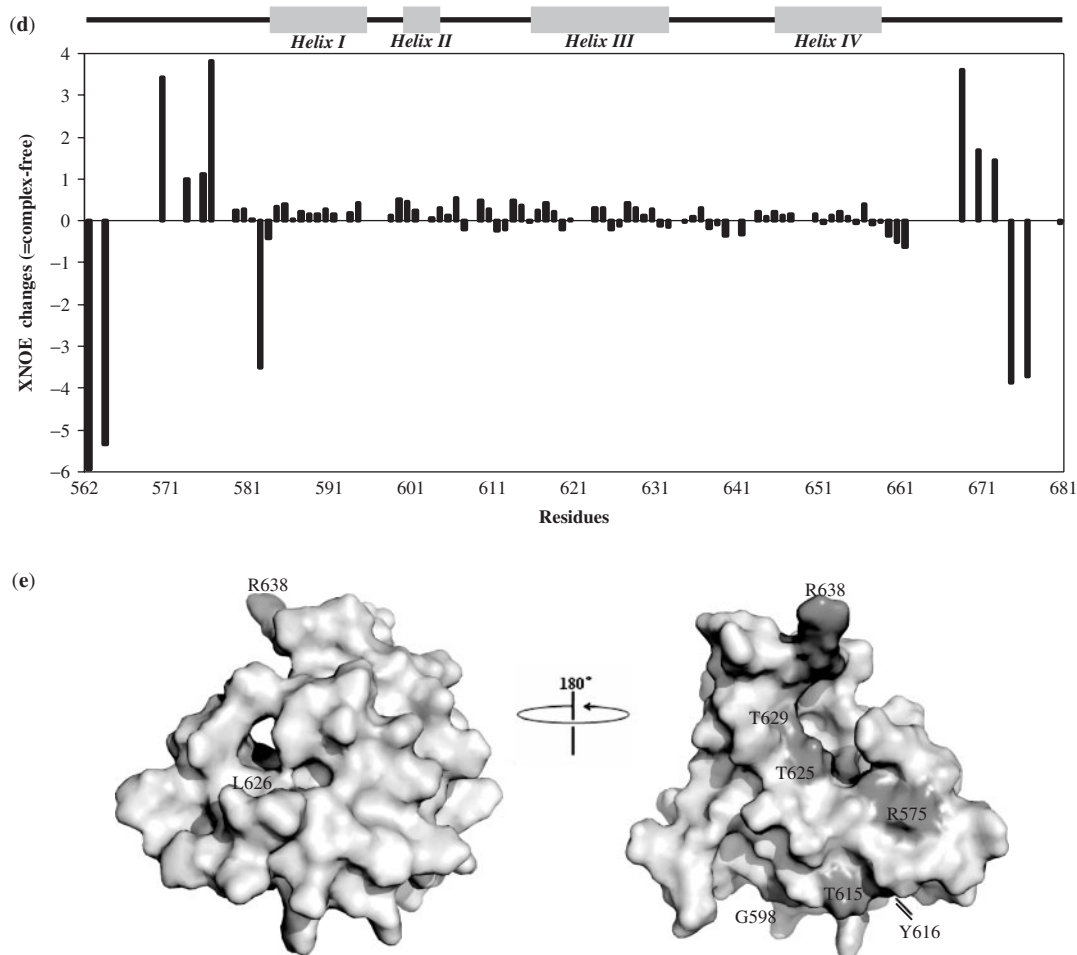 (d)
Helix I Helix II Helix III Helix IV
4
3
2
1
0
−1
−2
−3
−4
−5
−6
XNOE changes (=complex-free)
562 571 581 591 601 611 621 631 641 651 661 671 681
Residues
(e)
R638
L626
180°
R638
T629
T625
R575
T615
G598
Y616